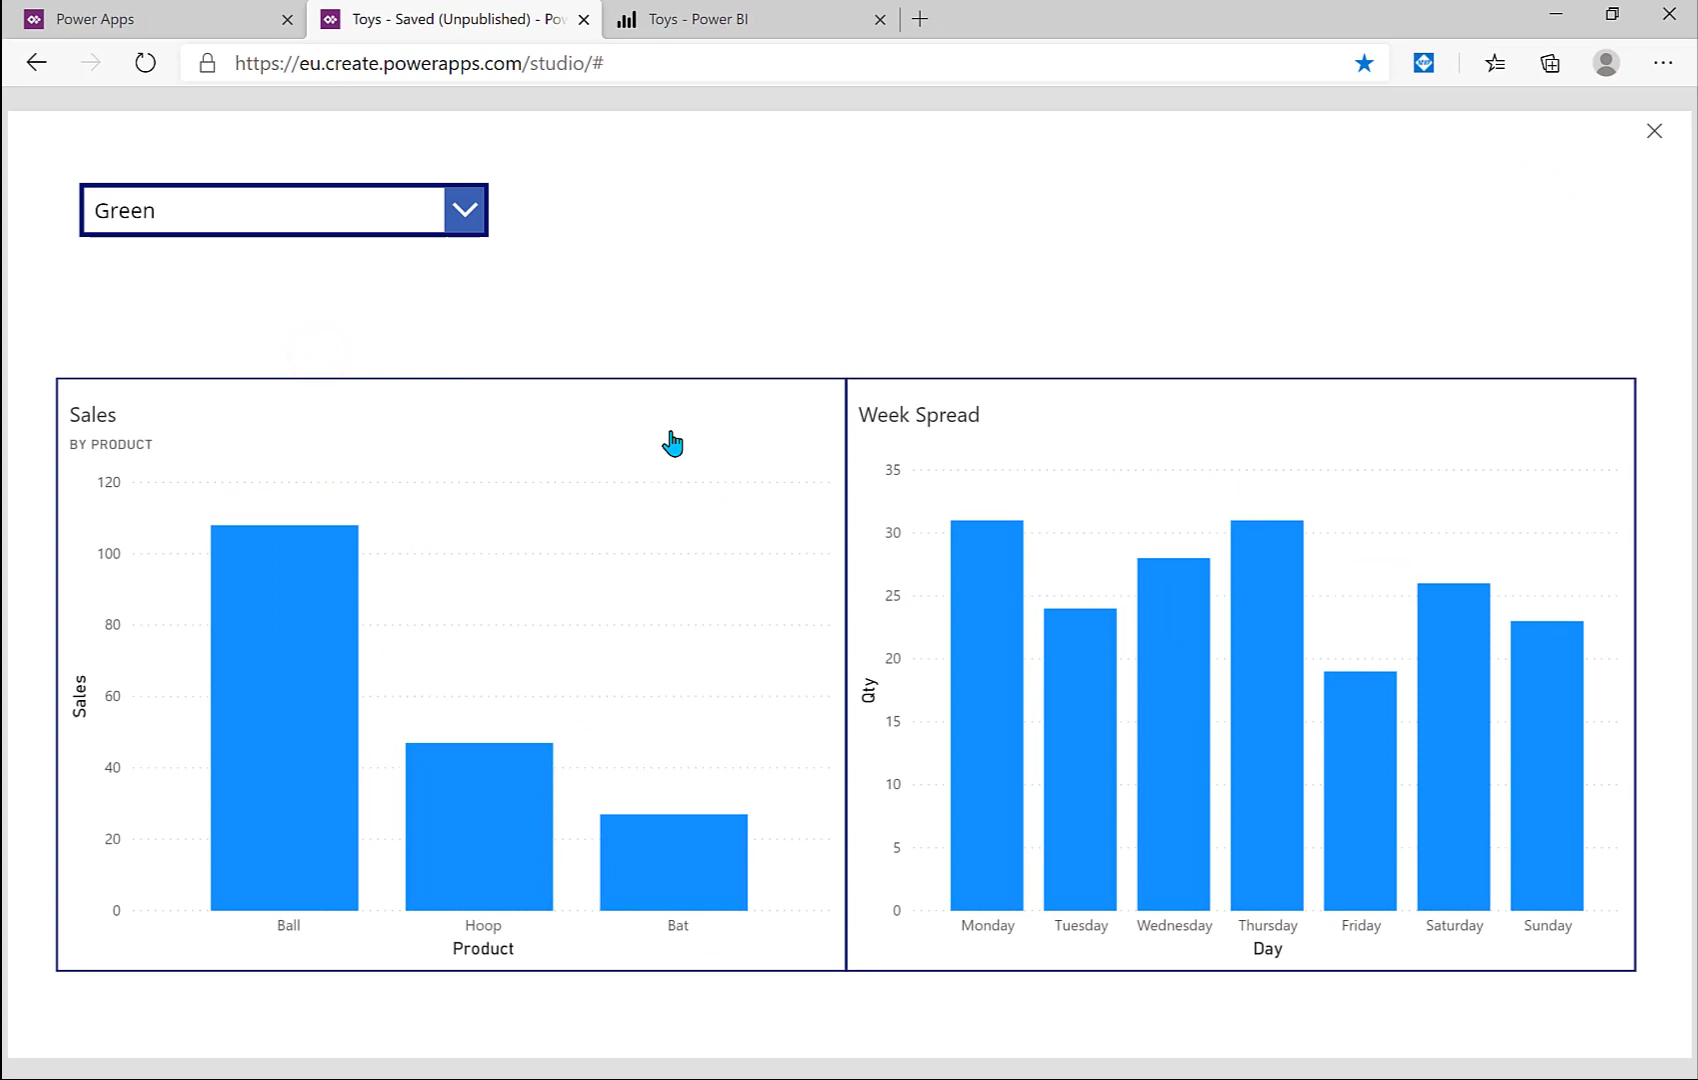 Power Apps
Toys - Saved (Unpublished) - Pow
Toys - Power BI
https://eu.create.powerapps.com/studio/#
Green
Sales
BY PRODUCT
120
100
80
60
40
20
0
Sales
Ball
Hoop
Bat
Product
Week Spread
35
30
25
20
15
10
5
0
Qty
Monday
Tuesday
Wednesday
Thursday
Friday
Saturday
Sunday
Day